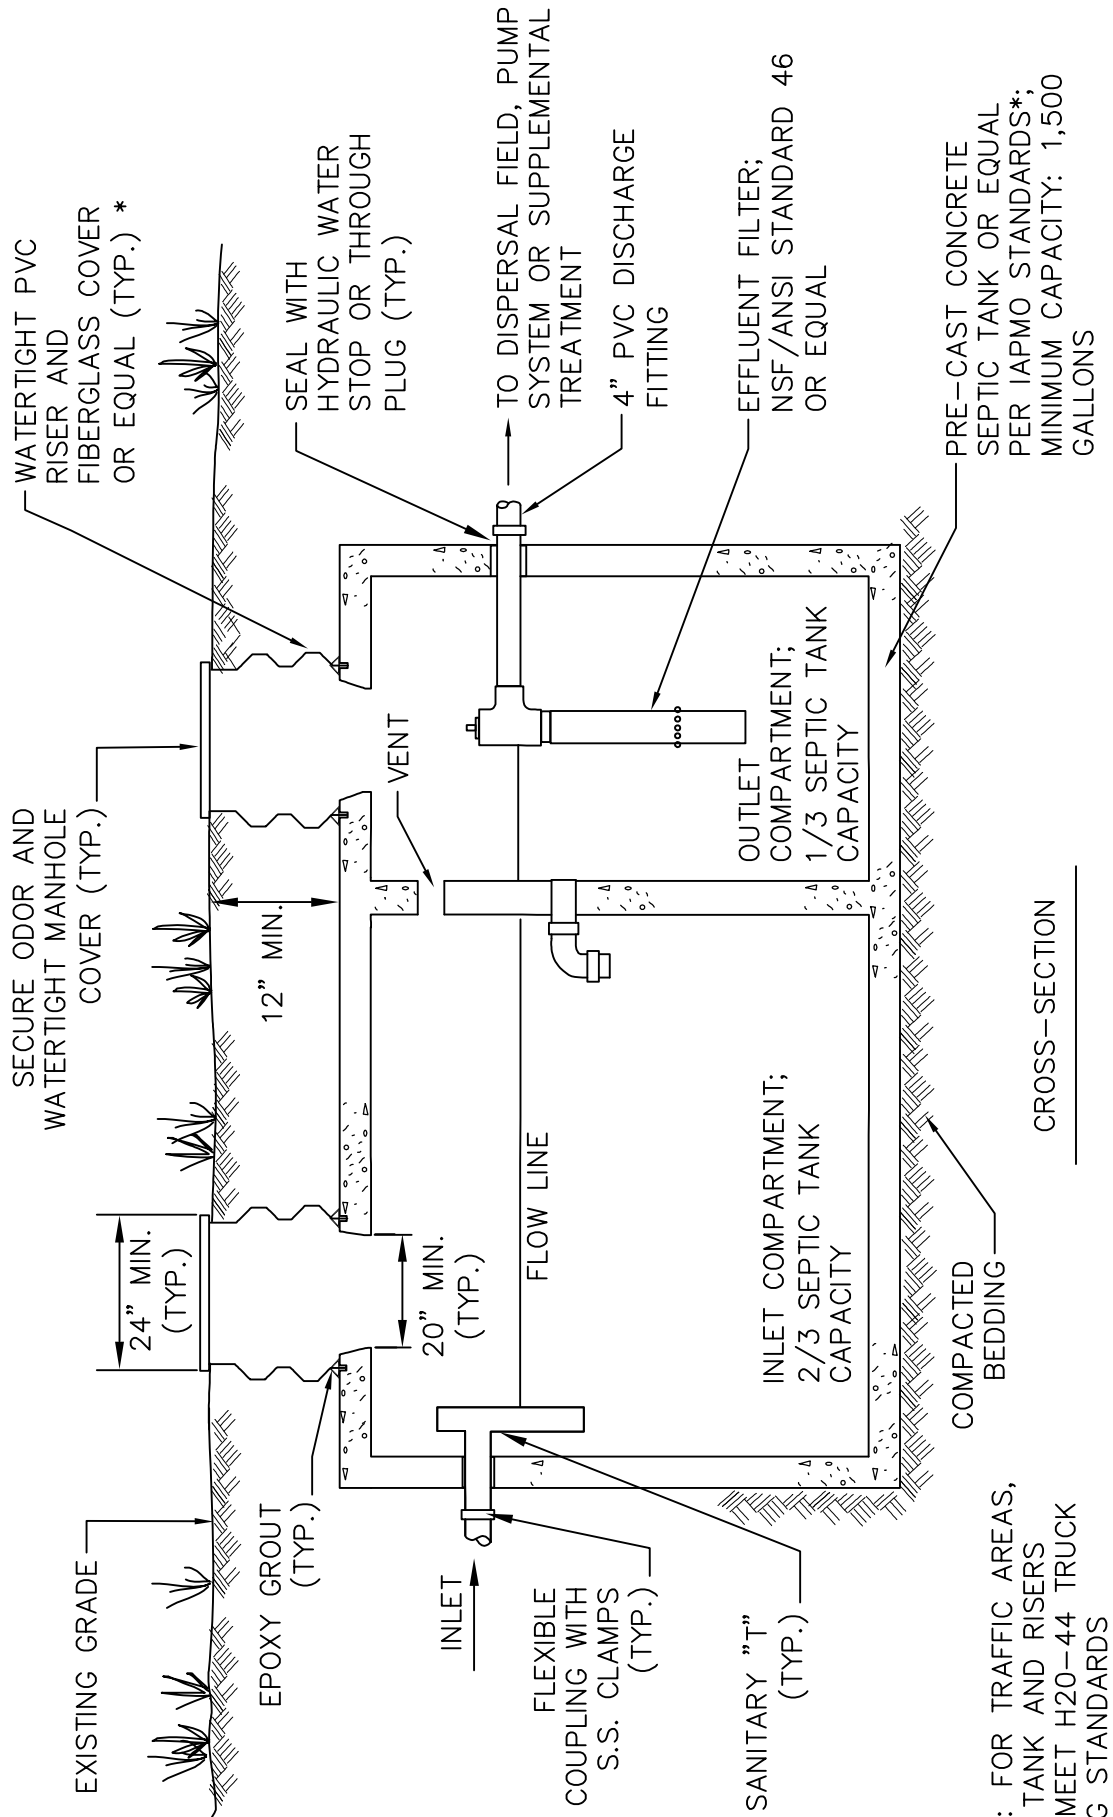 SECURE ODOR AND
WATERTIGHT MANHOLE
COVER (TYP.)
WATERTIGHT PVC
RISER AND
FIBERGLASS COVER
OR EQUAL (TYP.) *
EXISTING GRADE
24” MIN.
(TYP.)
12” MIN.
SEAL WITH
HYDRAULIC WATER
STOP OR THROUGH
PLUG (TYP.)
EPOXY GROUT
(TYP.)
20” MIN.
(TYP.)
VENT
TO DISPERSAL FIELD, PUMP
SYSTEM OR SUPPLEMENTAL
TREATMENT
INLET
FLOW LINE
4” PVC DISCHARGE
FITTING
FLEXIBLE
COUPLING WITH
S.S. CLAMPS
(TYP.)
EFFLUENT FILTER;
NSF/ANSI STANDARD 46
OR EQUAL
SANITARY "T"
(TYP.)
INLET COMPARTMENT;
2/3 SEPTIC TANK
CAPACITY
OUTLET
COMPARTMENT;
1/3 SEPTIC TANK
CAPACITY
COMPACTED
BEDDING
PRE-CAST CONCRETE
SEPTIC TANK OR EQUAL
PER IAPMO STANDARDS*;
MINIMUM CAPACITY: 1,500
GALLONS
: FOR TRAFFIC AREAS,
TANK AND RISERS
MEET H20-44 TRUCK
STANDARDS
CROSS-SECTION